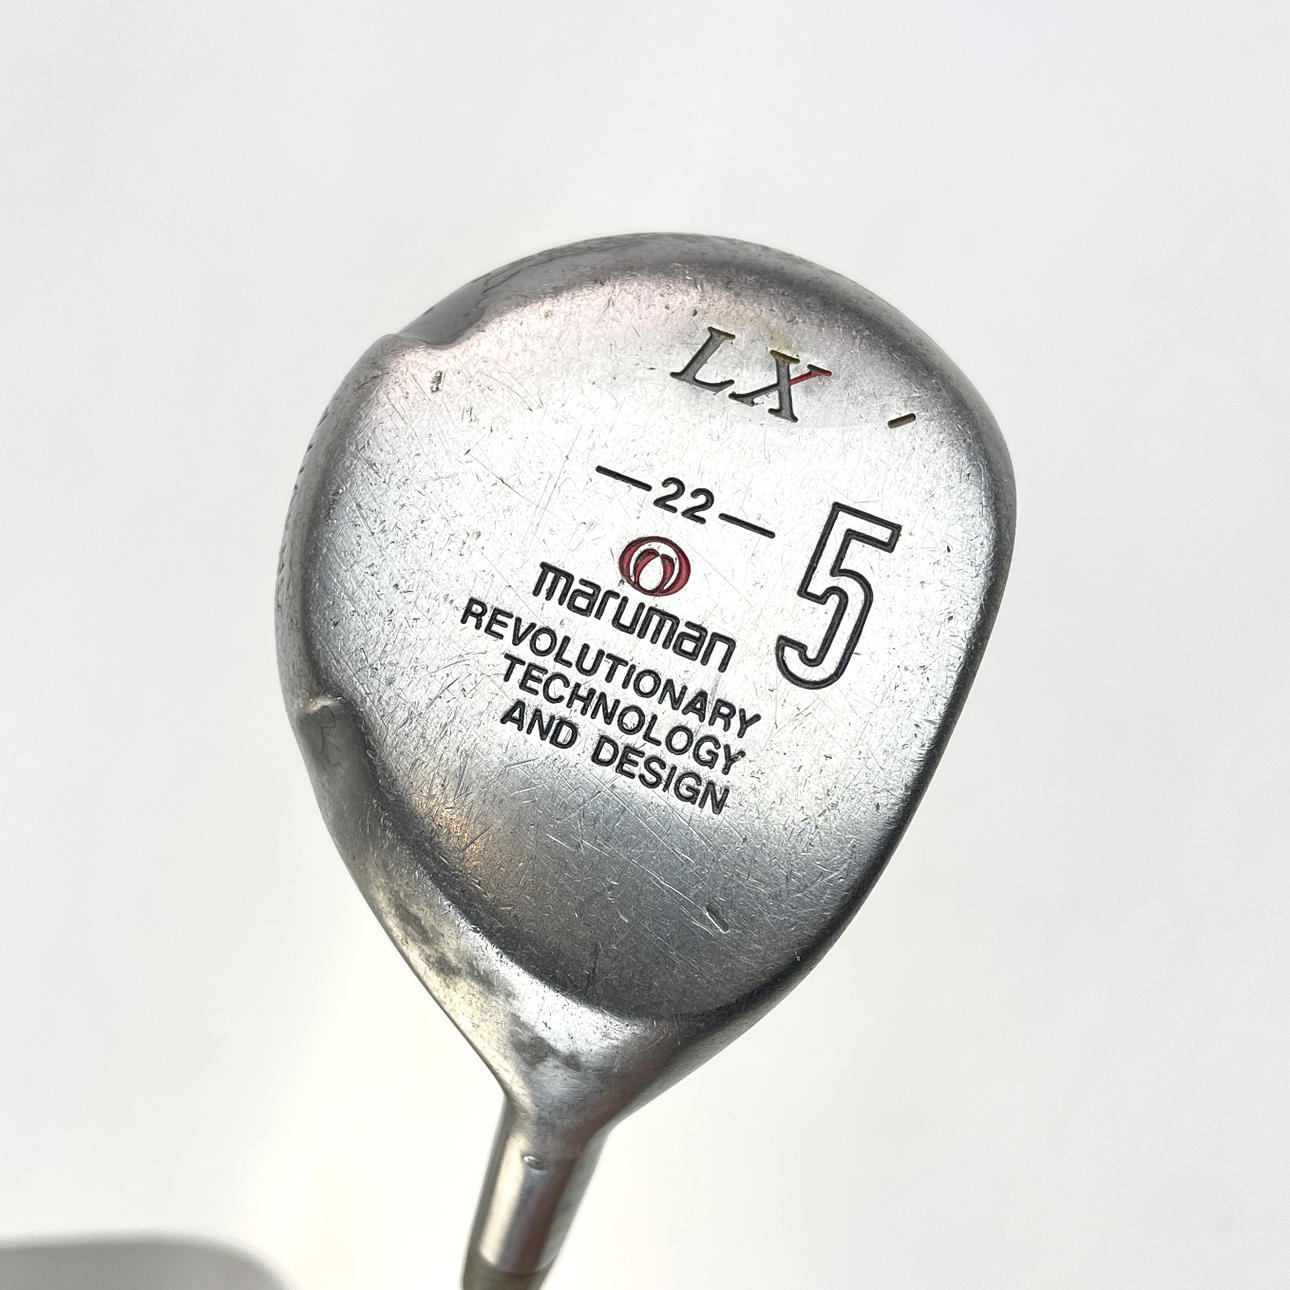 LX
—22—
5
maruman
REVOLUTIONARY
TECHNOLOGY
AND DESIGN